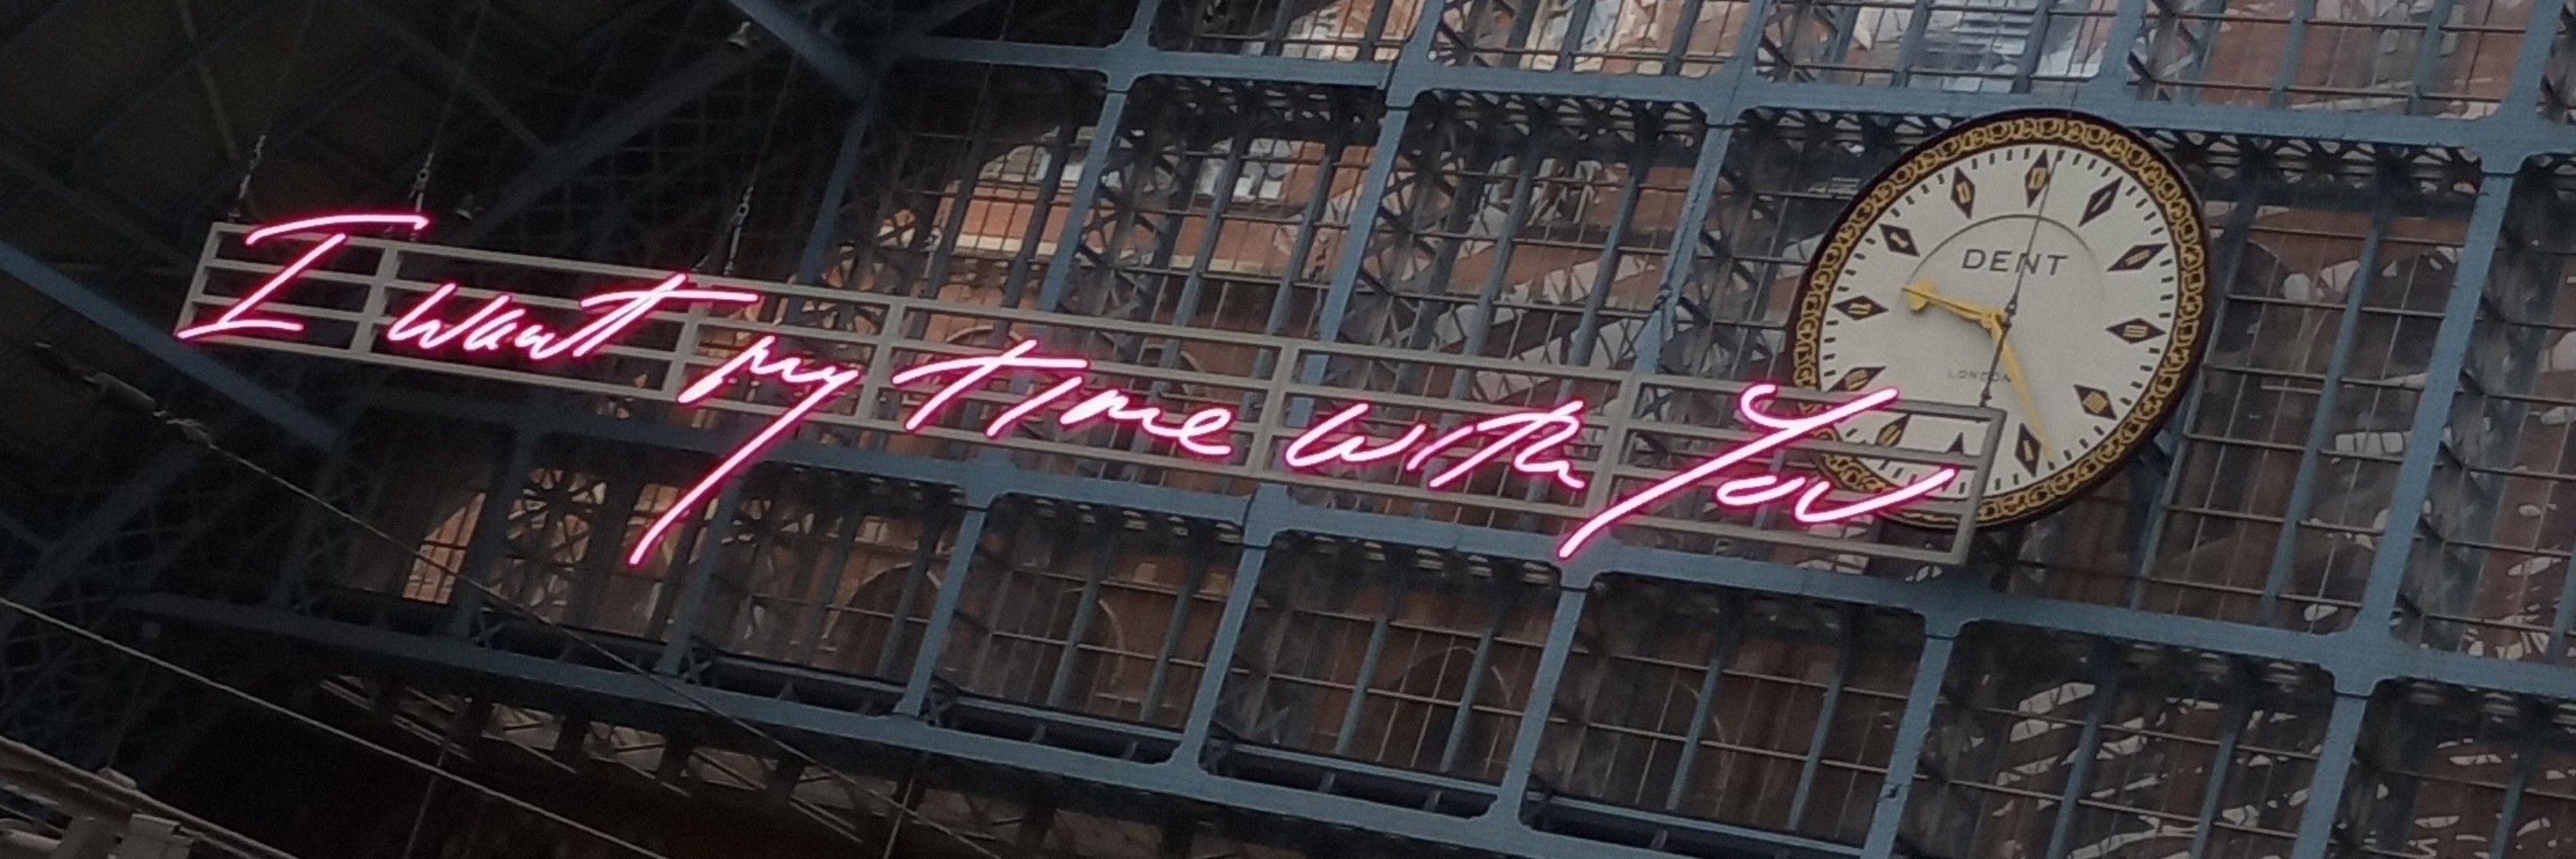 I want my time with You
DENT
LONDON